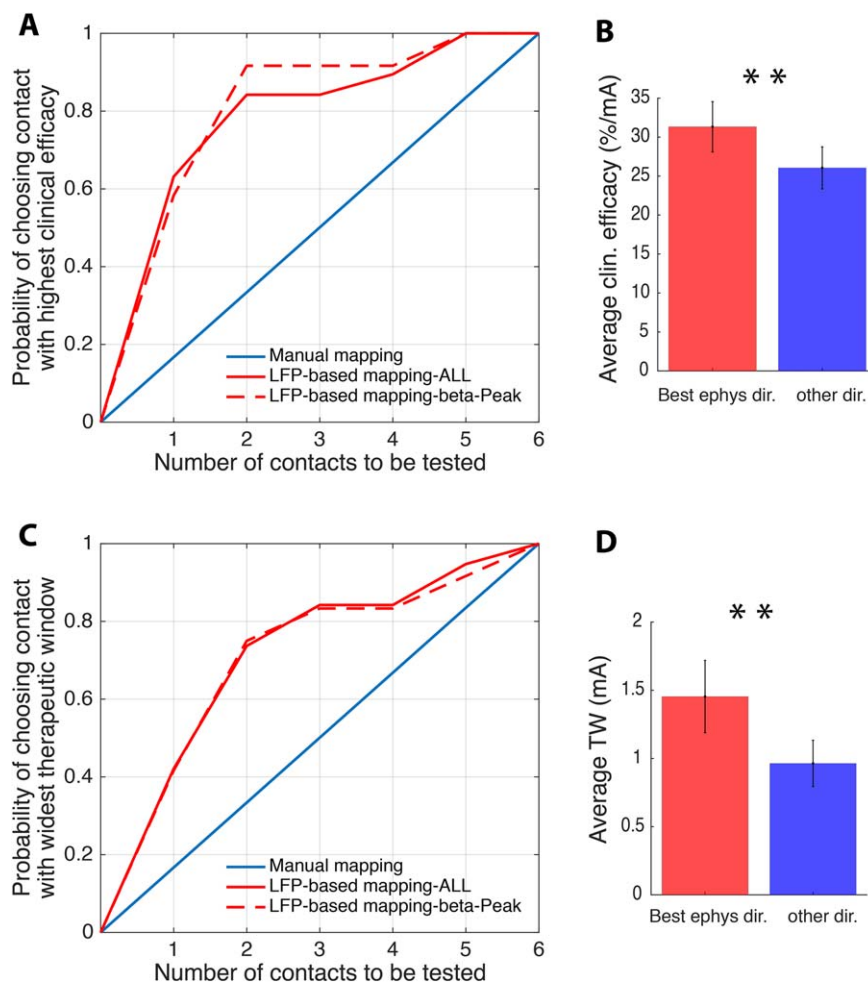 A
Probability of choosing contact
with highest clinical efficacy
1
0.8
0.6
0.4
0.2
0
1 2 3 4 5 6
Number of contacts to be tested
Manual mapping
LFP-based mapping-ALL
LFP-based mapping-beta-Peak
B
* *
Average clin. efficacy (%/mA)
35
30
25
20
15
10
5
0
Best ephys dir. other dir.
C
Probability of choosing contact
with widest therapeutic window
1
0.8
0.6
0.4
0.2
0
1 2 3 4 5 6
Number of contacts to be tested
Manual mapping
LFP-based mapping-ALL
LFP-based mapping-beta-Peak
D
* *
Average TW (mA)
2
1.5
1
0.5
0
Best ephys dir. other dir.